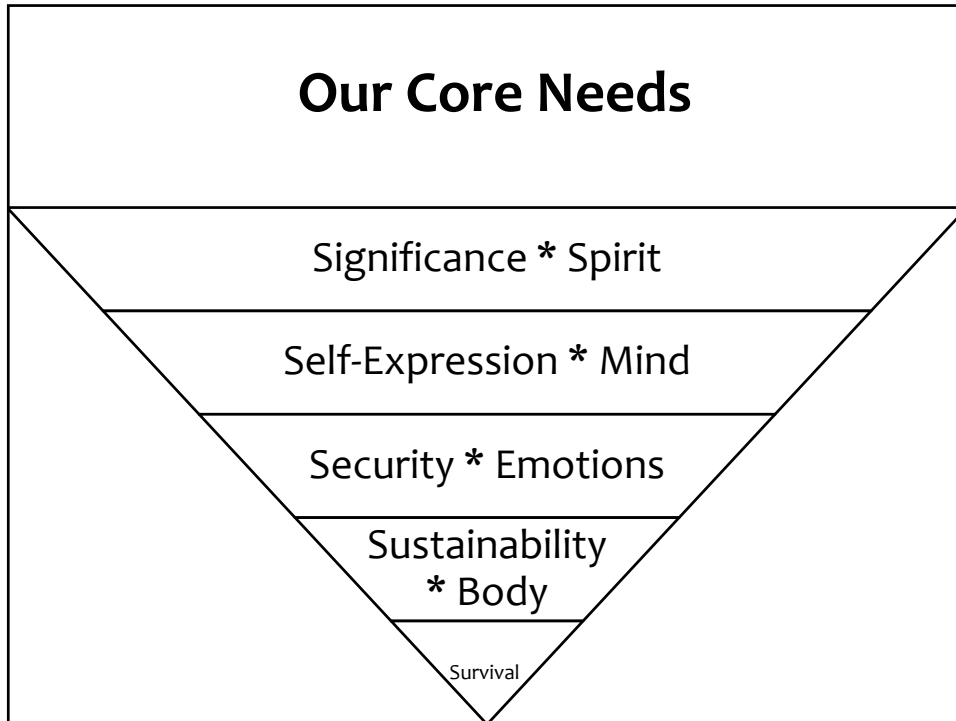 Our Core Needs
Significance * Spirit
Self-Expression * Mind
Security * Emotions
Sustainability
* Body
Survival